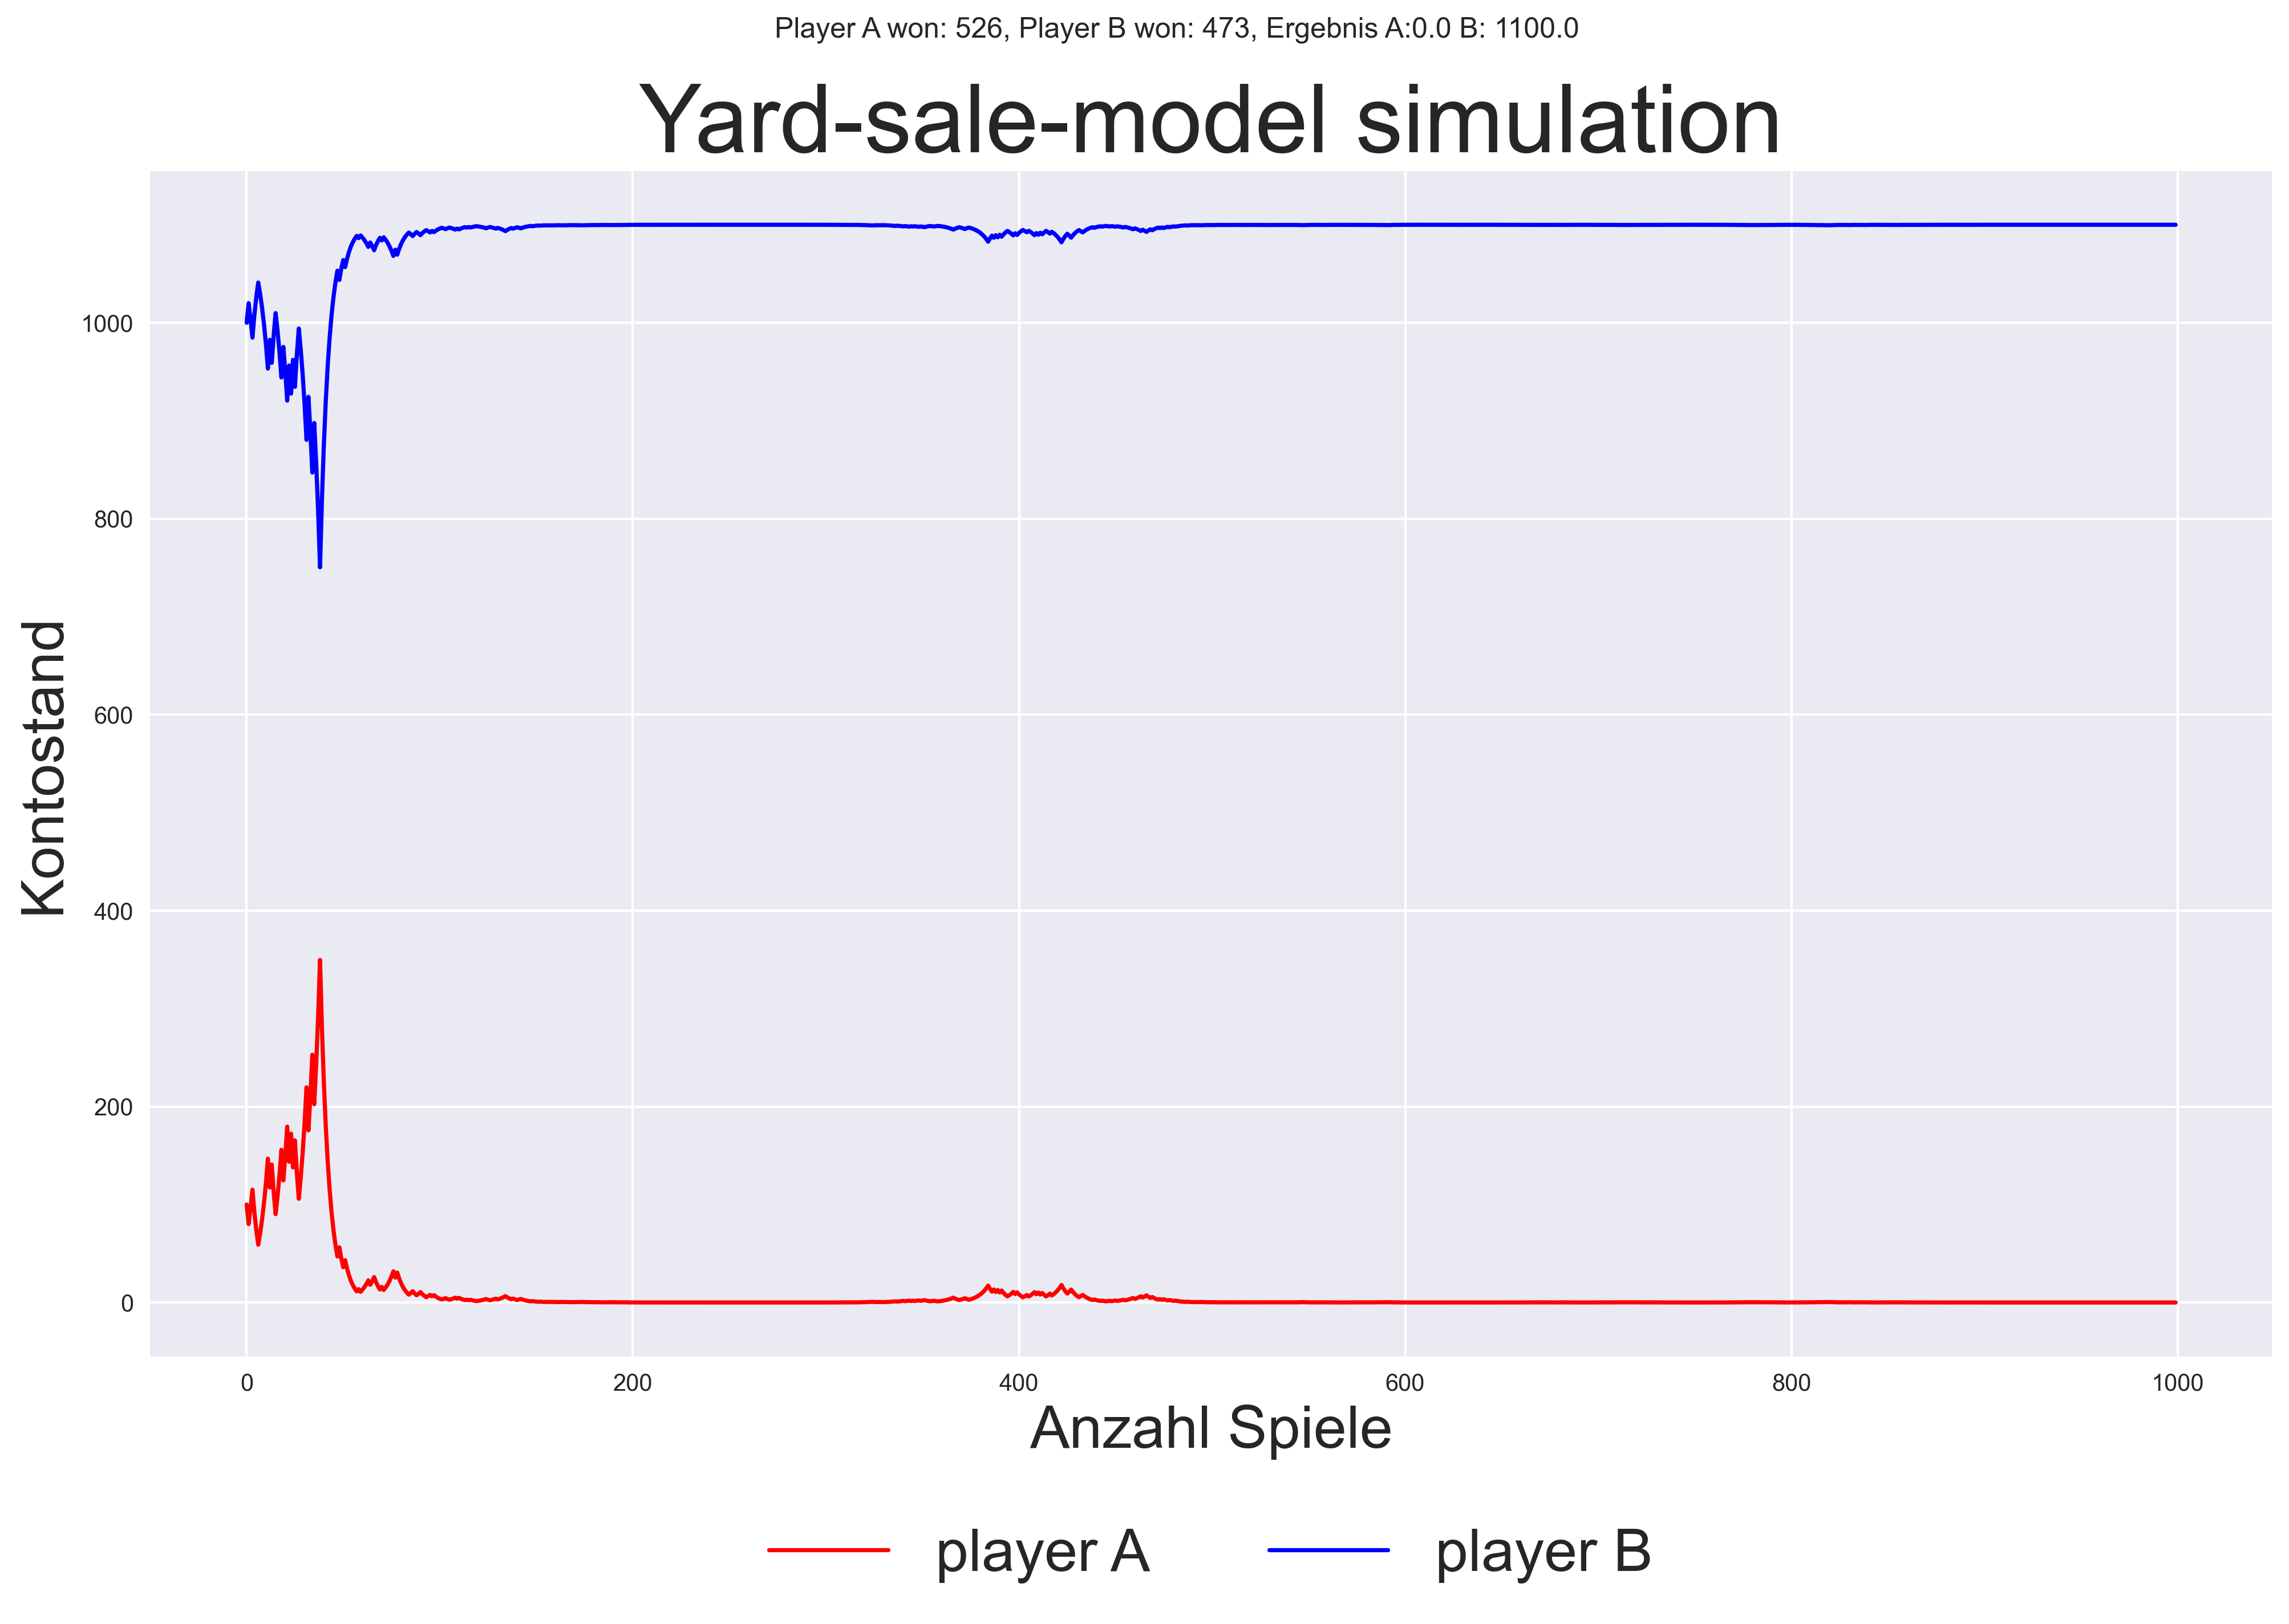 Player A won: 526, Player B won: 473, Ergebnis A:0.0 B: 1100.0
Yard-sale-model simulation
Kontostand
1000
800
600
400
200
0
0 200 400 600 800 1000
Anzahl Spiele
player A player B